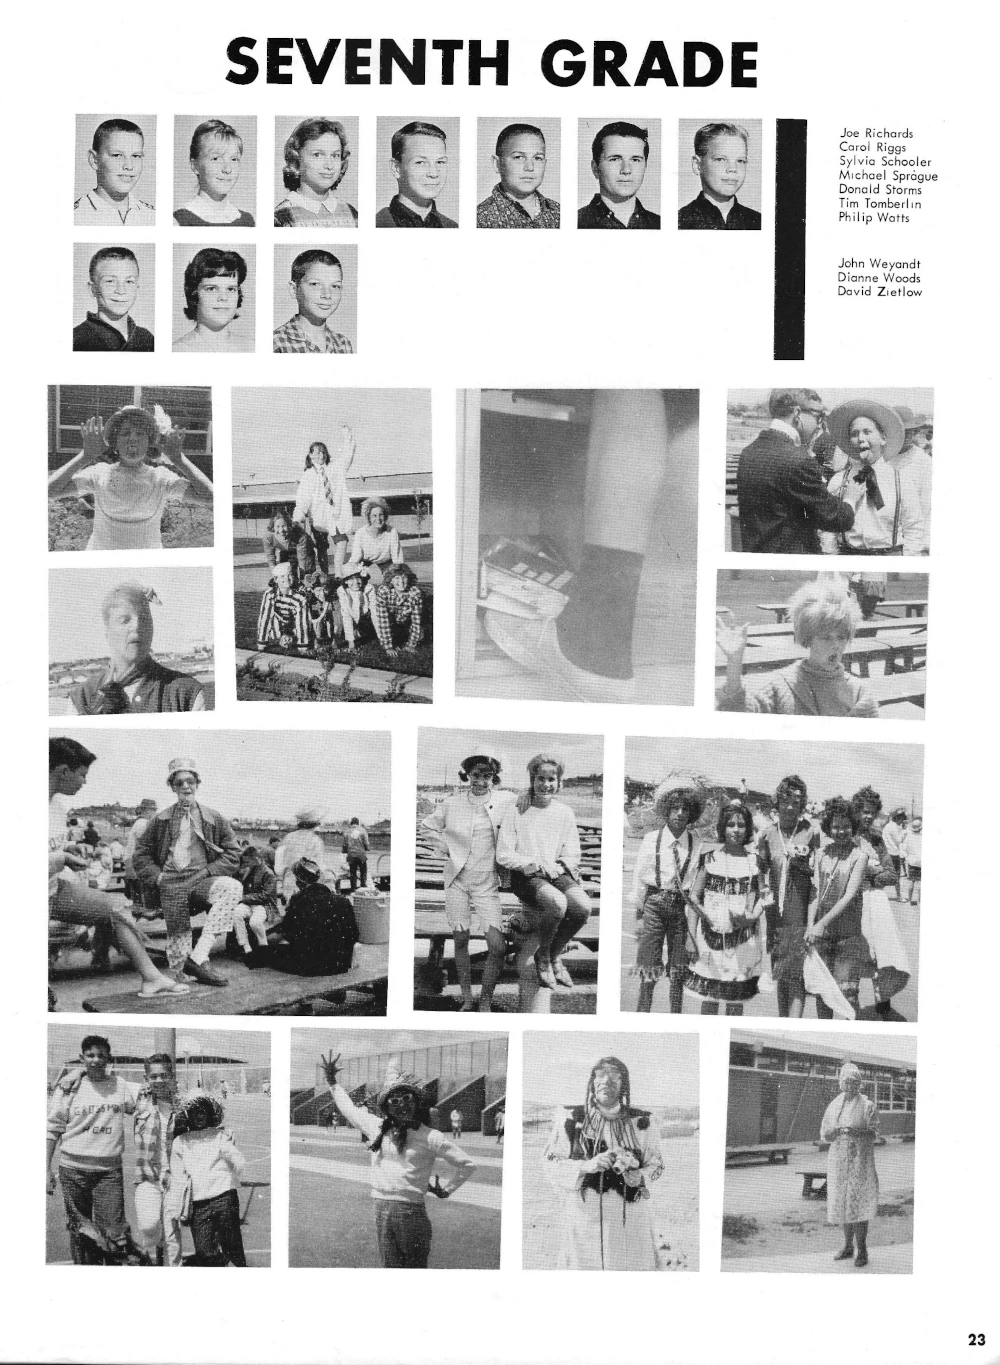 SEVENTH GRADE
Joe Richards
Carol Riggs
Sylvia Schooler
Michael Sprague
Donald Storms
Tim Tomberlin
Philip Watts
John Weyandt
Dianne Woods
David Zietlow
23